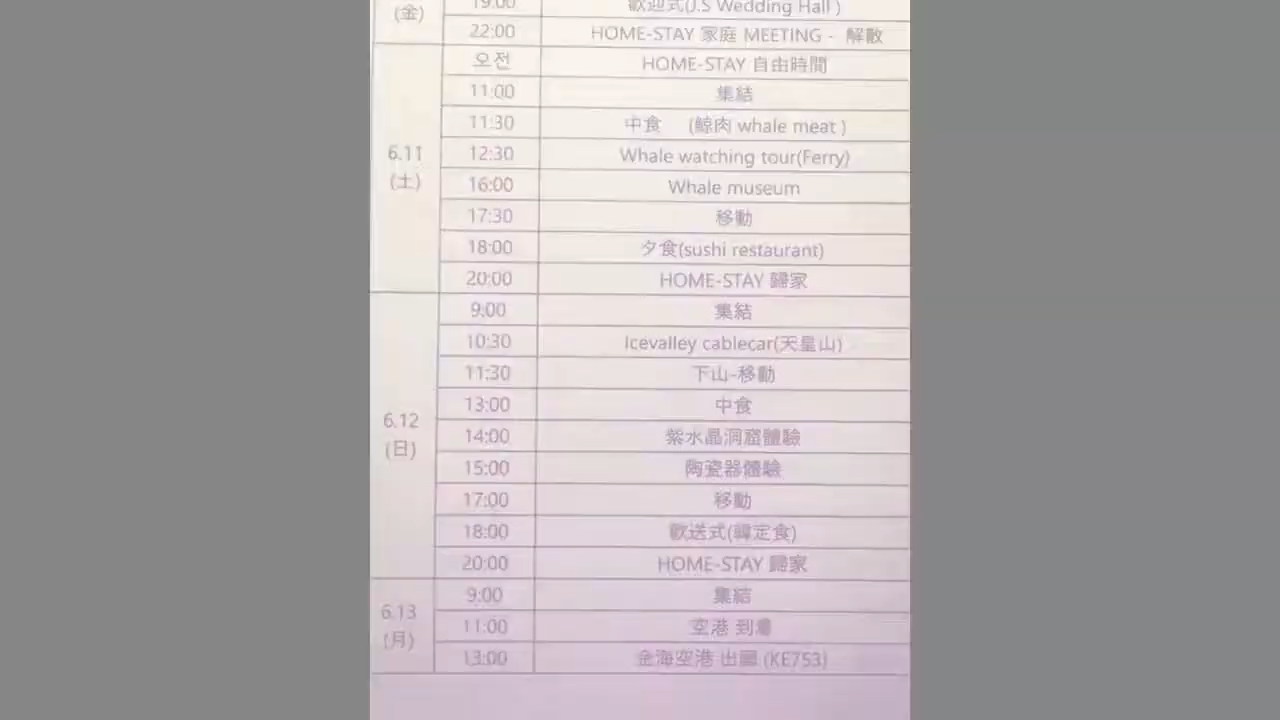 (金) 19:00 歡迎式(J.S Wedding Hall )
22:00 HOME-STAY 家庭 MEETING - 解散
6.11 (土)
오전 HOME-STAY 自由時間
11:00 集結
11:30 中食 (鯨肉 whale meat )
12:30 Whale watching tour(Ferry)
16:00 Whale museum
17:30 移動
18:00 夕食(sushi restaurant)
20:00 HOME-STAY 歸家
6.12 (日)
9:00 集結
10:30 Icevalley cablecar(天皇山)
11:30 下山-移動
13:00 中食
14:00 紫水晶洞窟體驗
15:00 陶瓷器體驗
17:00 移動
18:00 歡送式(韓定食)
20:00 HOME-STAY 歸家
6.13 (月)
9:00 集結
11:00 空港 到着
13:00 金海空港 出國 (KE753)